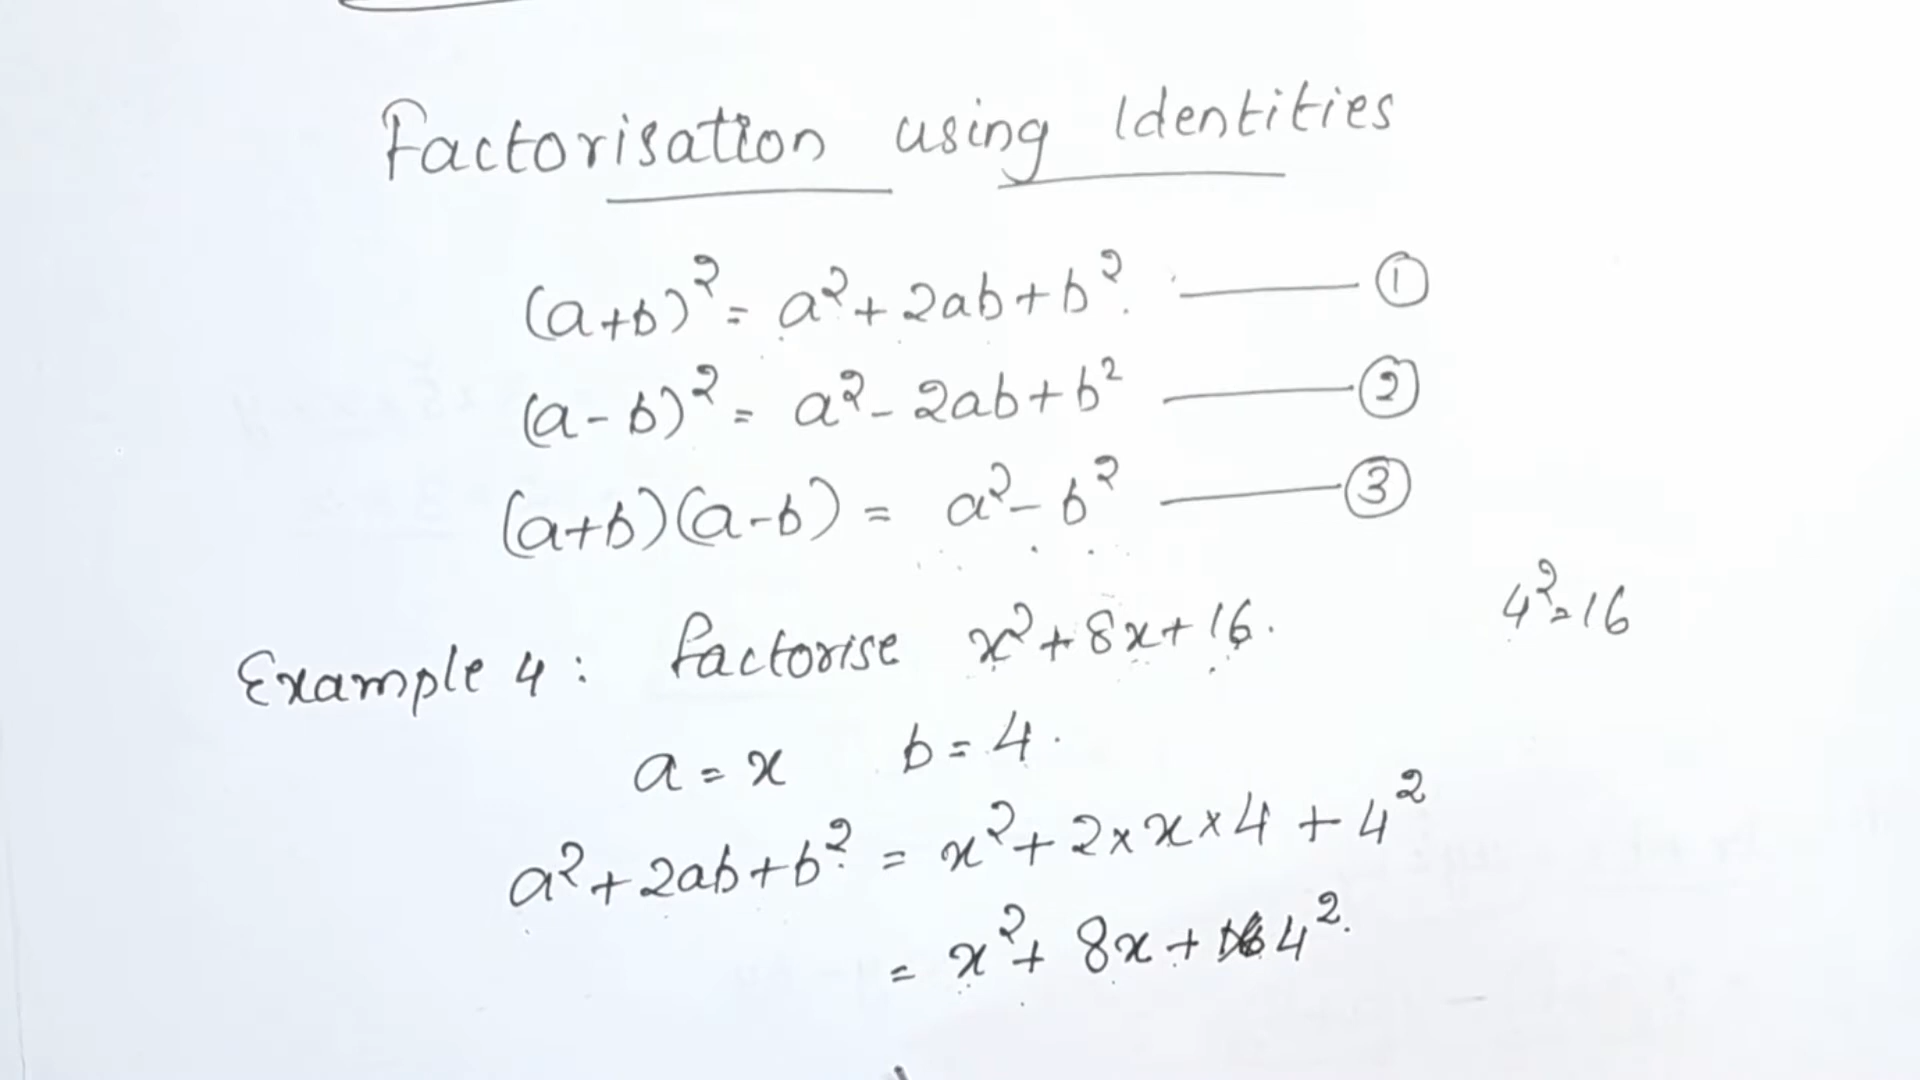 Factorisation using Identities
(a+b)² = a² + 2ab + b². ——— ①
(a-b)² = a² - 2ab + b² ——— ②
(a+b)(a-b) = a² - b² ——— ③
4² = 16
Example 4 : factorise x² + 8x + 16.
a = x b = 4.
a² + 2ab + b² = x² + 2 × x × 4 + 4²
= x² + 8x + 4².